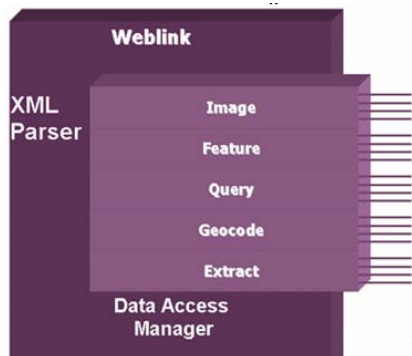 Weblink
XML
Parser
Image
Feature
Query
Geocode
Extract
Data Access
Manager